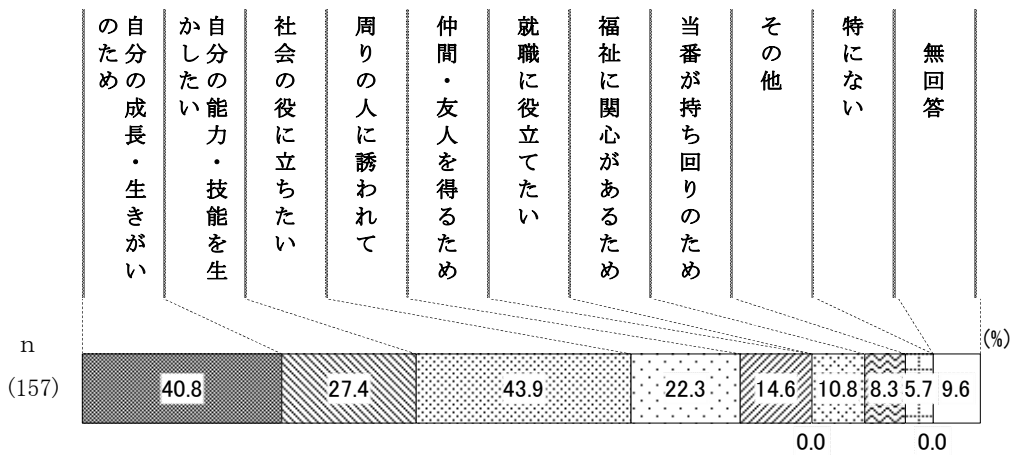 自分の成長・生きがい
のため
自分の能力・技能を生
かしたい
社会の役に立ちたい
周りの人に誘われて
仲間・友人を得るため
就職に役立てたい
福祉に関心があるため
当番が持ち回りのため
その他
特にない
無回答
(%)
n
(157)
40.8
27.4
43.9
22.3
14.6
10.8
8.3
5.7
9.6
0.0
0.0